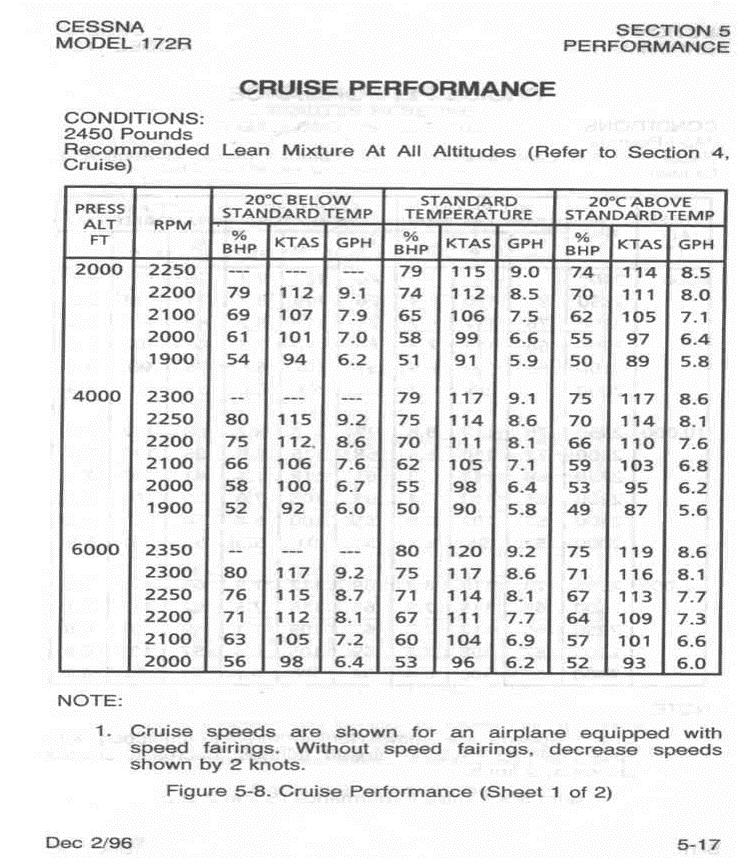 CESSNA
MODEL 172R
SECTION 5
PERFORMANCE
CRUISE PERFORMANCE
CONDITIONS:
2450 Pounds
Recommended Lean Mixture At All Altitudes (Refer to Section 4,
Cruise)
PRESS ALT FT RPM 20°C BELOW STANDARD TEMP STANDARD TEMPERATURE 20°C ABOVE STANDARD TEMP
% BHP KTAS GPH % BHP KTAS GPH % BHP KTAS GPH
2000 2250 --- --- --- 79 115 9.0 74 114 8.5
2200 79 112 9.1 74 112 8.5 70 111 8.0
2100 69 107 7.9 65 106 7.5 62 105 7.1
2000 61 101 7.0 58 99 6.6 55 97 6.4
1900 54 94 6.2 51 91 5.9 50 89 5.8
4000 2300 -- --- --- 79 117 9.1 75 117 8.6
2250 80 115 9.2 75 114 8.6 70 114 8.1
2200 75 112 8.6 70 111 8.1 66 110 7.6
2100 66 106 7.6 62 105 7.1 59 103 6.8
2000 58 100 6.7 55 98 6.4 53 95 6.2
1900 52 92 6.0 50 90 5.8 49 87 5.6
6000 2350 -- --- --- 80 120 9.2 75 119 8.6
2300 80 117 9.2 75 117 8.6 71 116 8.1
2250 76 115 8.7 71 114 8.1 67 113 7.7
2200 71 112 8.1 67 111 7.7 64 109 7.3
2100 63 105 7.2 60 104 6.9 57 101 6.6
2000 56 98 6.4 53 96 6.2 52 93 6.0
NOTE:
1. Cruise speeds are shown for an airplane equipped with
speed fairings. Without speed fairings, decrease speeds
shown by 2 knots.
Figure 5-8. Cruise Performance (Sheet 1 of 2)
Dec 2/96
5-17